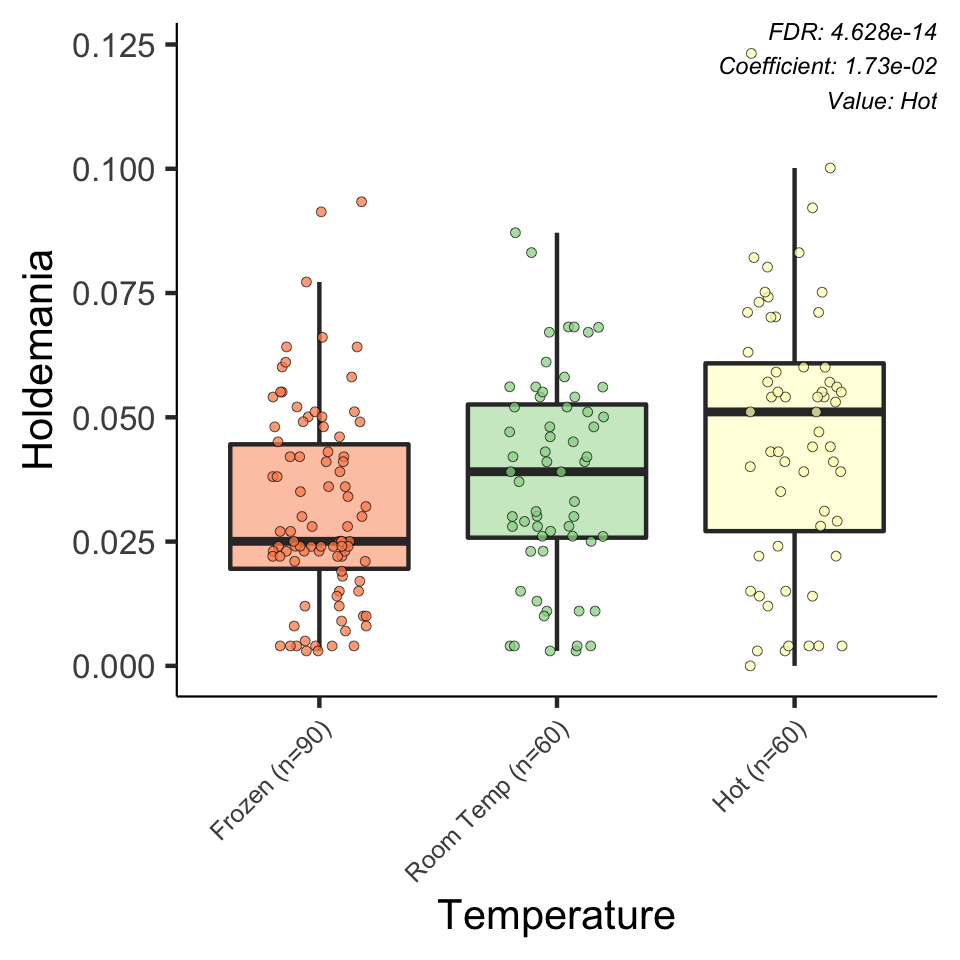 FDR: 4.628e-14
Coefficient: 1.73e-02
Value: Hot
Holdemania
0.125
0.100
0.075
0.050
0.025
0.000
Frozen (n=90)
Room Temp (n=60)
Hot (n=60)
Temperature